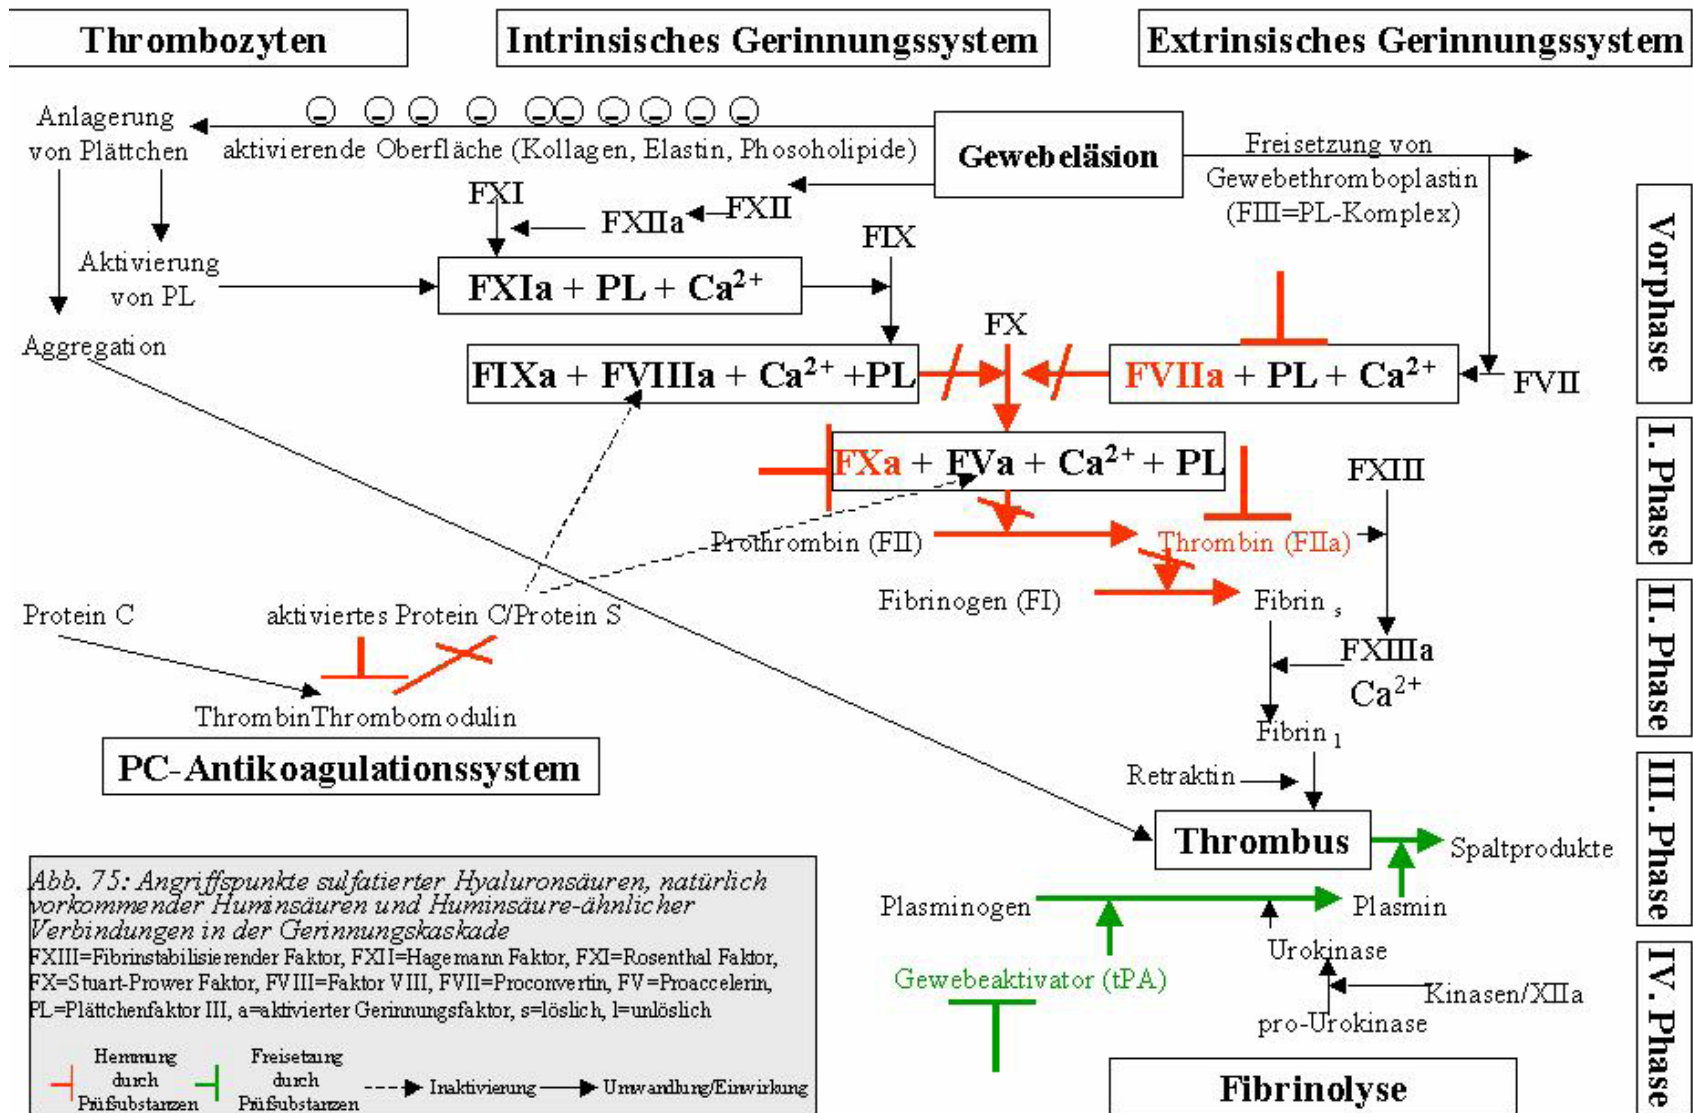 Thrombozyten
Intrinsisches Gerinnungssystem
Extrinsisches Gerinnungssystem
Anlagerung
von Plättchen
aktivierende Oberfläche (Kollagen, Elastin, Phosoholipide)
Gewebeläsion
Freisetzung von
Gewebethromboplastin
(FIII=PL-Komplex)
FXI
FXIIa
FXII
FIX
Aktivierung
von PL
FXIa + PL + Ca²⁺
Aggregation
FX
FIXa + FVIIIa + Ca²⁺ +PL
FVIIa + PL + Ca²⁺
FVII
Vorphase
FXa + FVa + Ca²⁺ + PL
FXIII
Prothrombin (FII)
Thrombin (FIIa)
I. Phase
Protein C
aktiviertes Protein C/Protein S
Fibrinogen (FI)
Fibrin s
FXIIIa
Ca²⁺
II. Phase
ThrombinThrombomodulin
PC-Antikoagulationssystem
Fibrin l
Retraktin
Thrombus
Spaltprodukte
III. Phase
Plasminogen
Plasmin
Urokinase
Gewebeaktivator (tPA)
Kinasen/XIIa
pro-Urokinase
IV. Phase
Fibrinolyse
Abb. 75: Angriffspunkte sulfatierter Hyaluronsäuren, natürlich
vorkommender Huminsäuren und Huminsäure-ähnlicher
Verbindungen in der Gerinnungskaskade
FXIII=Fibrinstabilisierender Faktor, FXII=Hagemann Faktor, FXI=Rosenthal Faktor,
FX=Stuart-Prower Faktor, FVIII=Faktor VIII, FVII=Proconvertin, FV=Proaccelerin,
PL=Plättchenfaktor III, a=aktivierter Gerinnungsfaktor, s=löslich, l=unlöslich
Hemmung
durch
Prüfsubstanzen
Freisetzung
durch
Prüfsubstanzen
Inaktivierung
Umwandlung/Einwirkung